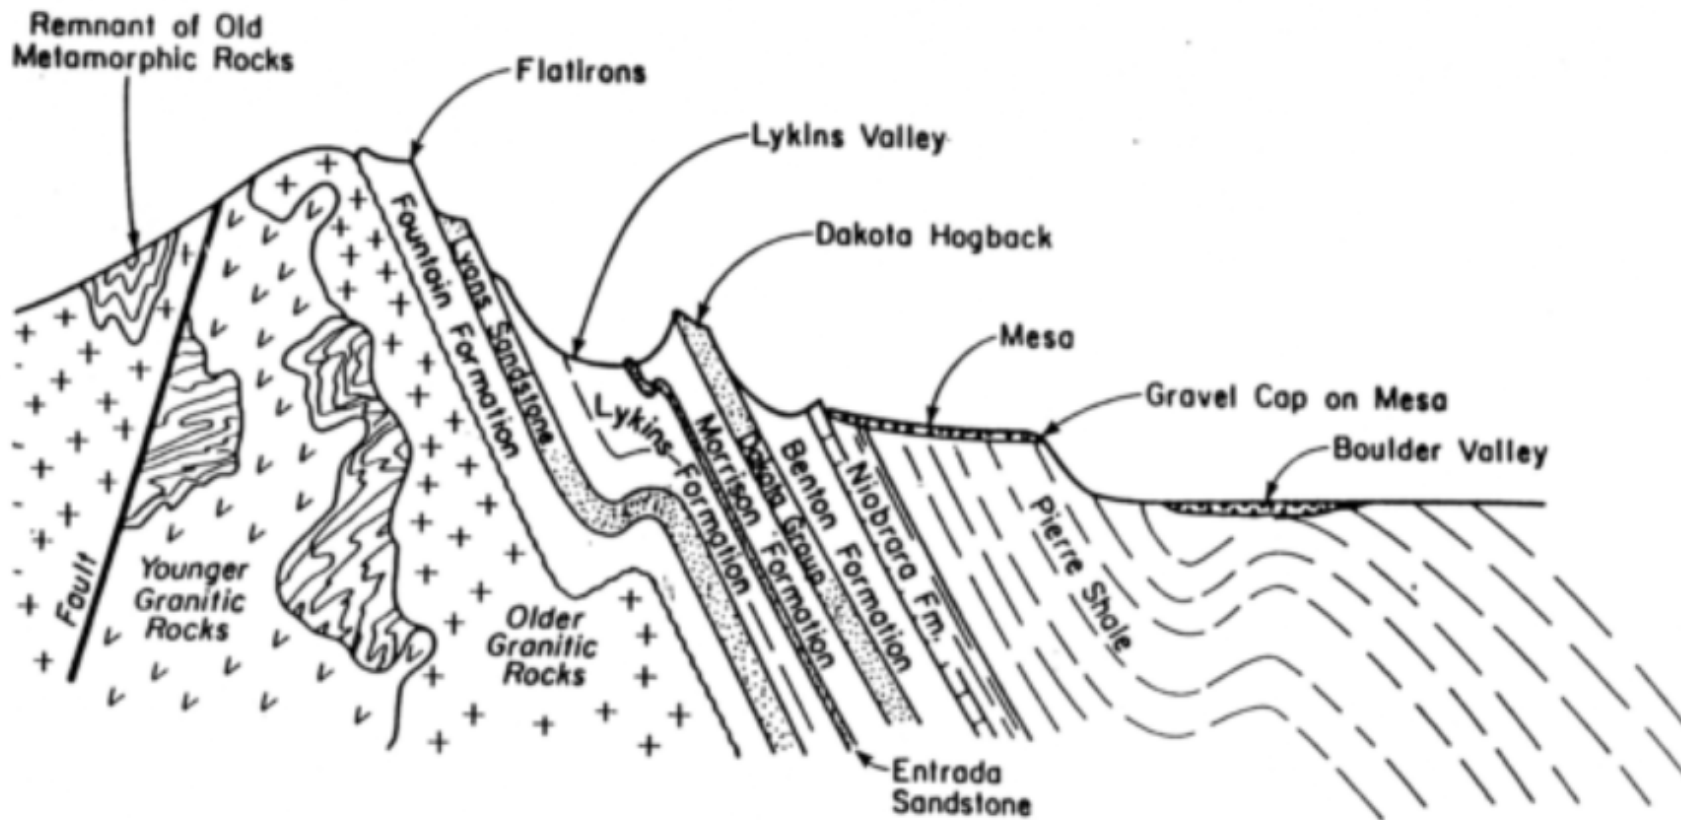 Remnant of Old
Metamorphic Rocks
Flatirons
Lykins Valley
Dakota Hogback
Mesa
Gravel Cap on Mesa
Boulder Valley
Fountain Formation
Lyons Sandstone
Lykins Formation
Morrison Formation
Dakota Group
Benton Formation
Niobrara Fm.
Pierre Shale
Fault
Younger
Granitic
Rocks
Older
Granitic
Rocks
Entrada
Sandstone